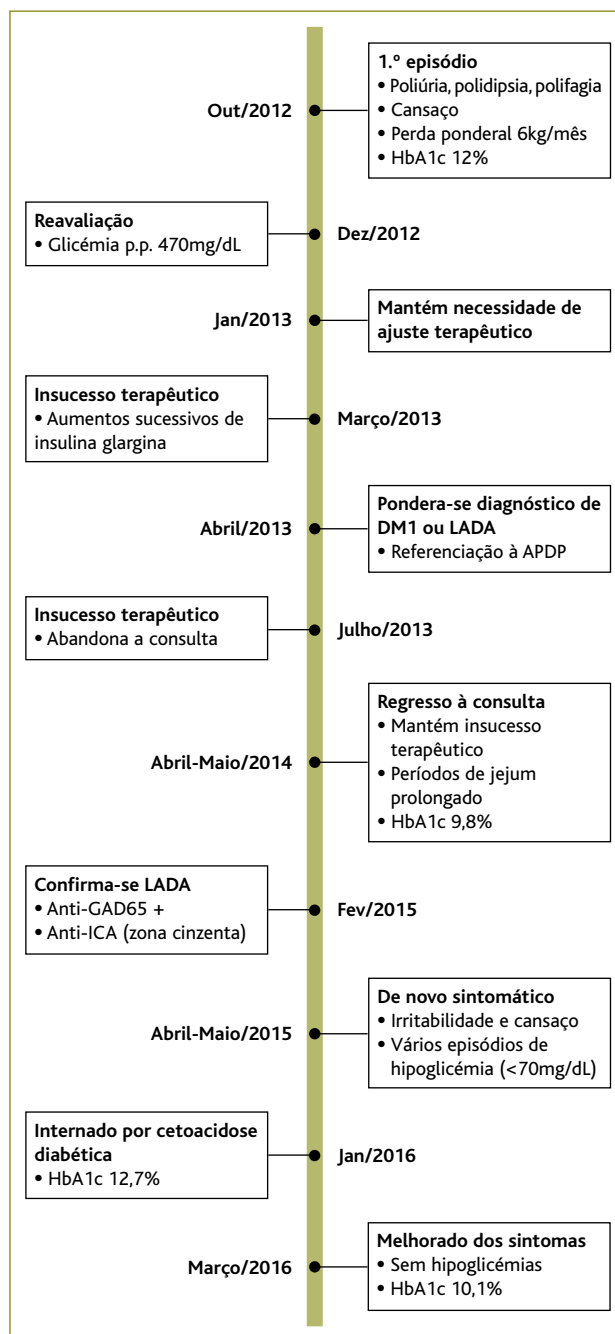 Out/2012
1.º episódio
• Poliúria, polidipsia, polifagia
• Cansaço
• Perda ponderal 6kg/mês
• HbA1c 12%
Reavaliação
• Glicémia p.p. 470mg/dL
Dez/2012
Jan/2013
Mantém necessidade de
ajuste terapêutico
Insucesso terapêutico
• Aumentos sucessivos de
insulina glargina
Março/2013
Abril/2013
Pondera-se diagnóstico de
DM1 ou LADA
• Referenciação à APDP
Insucesso terapêutico
• Abandona a consulta
Julho/2013
Abril-Maio/2014
Regresso à consulta
• Mantém insucesso
terapêutico
• Períodos de jejum
prolongado
• HbA1c 9,8%
Confirma-se LADA
• Anti-GAD65 +
• Anti-ICA (zona cinzenta)
Fev/2015
Abril-Maio/2015
De novo sintomático
• Irritabilidade e cansaço
• Vários episódios de
hipoglicémia (<70mg/dL)
Internado por cetoacidose
diabética
• HbA1c 12,7%
Jan/2016
Março/2016
Melhorado dos sintomas
• Sem hipoglicémias
• HbA1c 10,1%